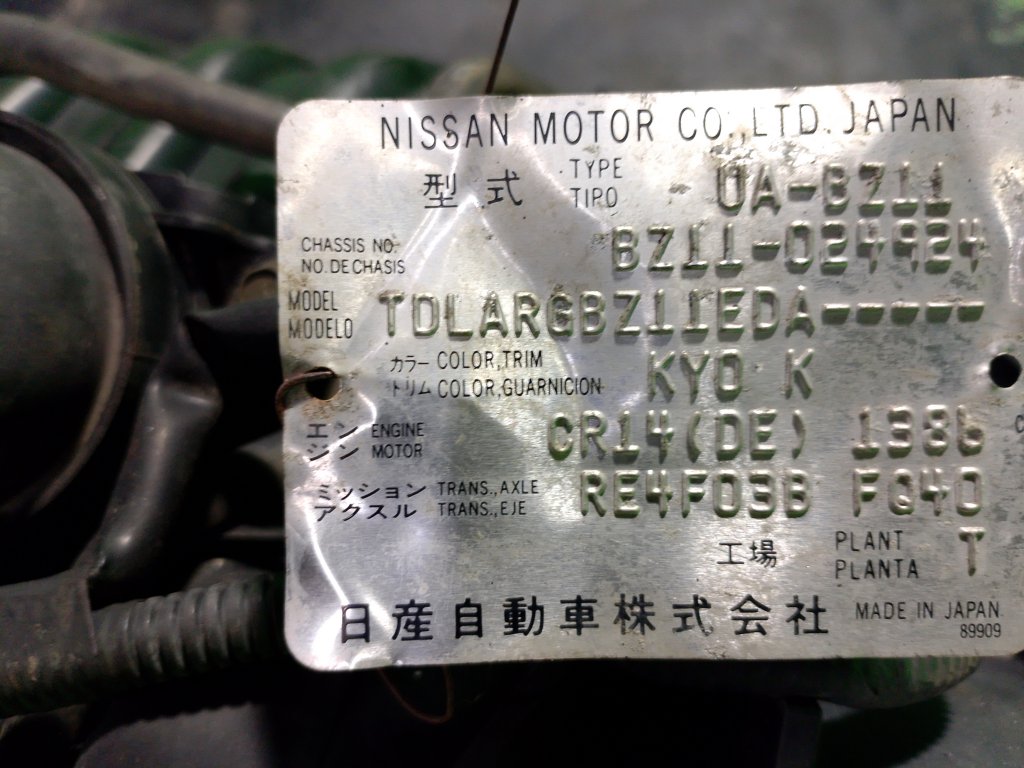 NISSAN MOTOR CO.,LTD. JAPAN
型式 TYPE TIPO UA-BZ11
CHASSIS NO. NO. DE CHASIS BZ11-024924
MODEL MODELO TDLARGBZ11EDA-----
カラー COLOR,TRIM
トリム COLOR,GUARNICION KY0 K
エンジン ENGINE MOTOR CR14(DE) 1386
ミッション TRANS.,AXLE
アクスル TRANS.,EJE RE4F03B FQ40
工場 PLANT PLANTA T
日産自動車株式会社 MADE IN JAPAN
89909